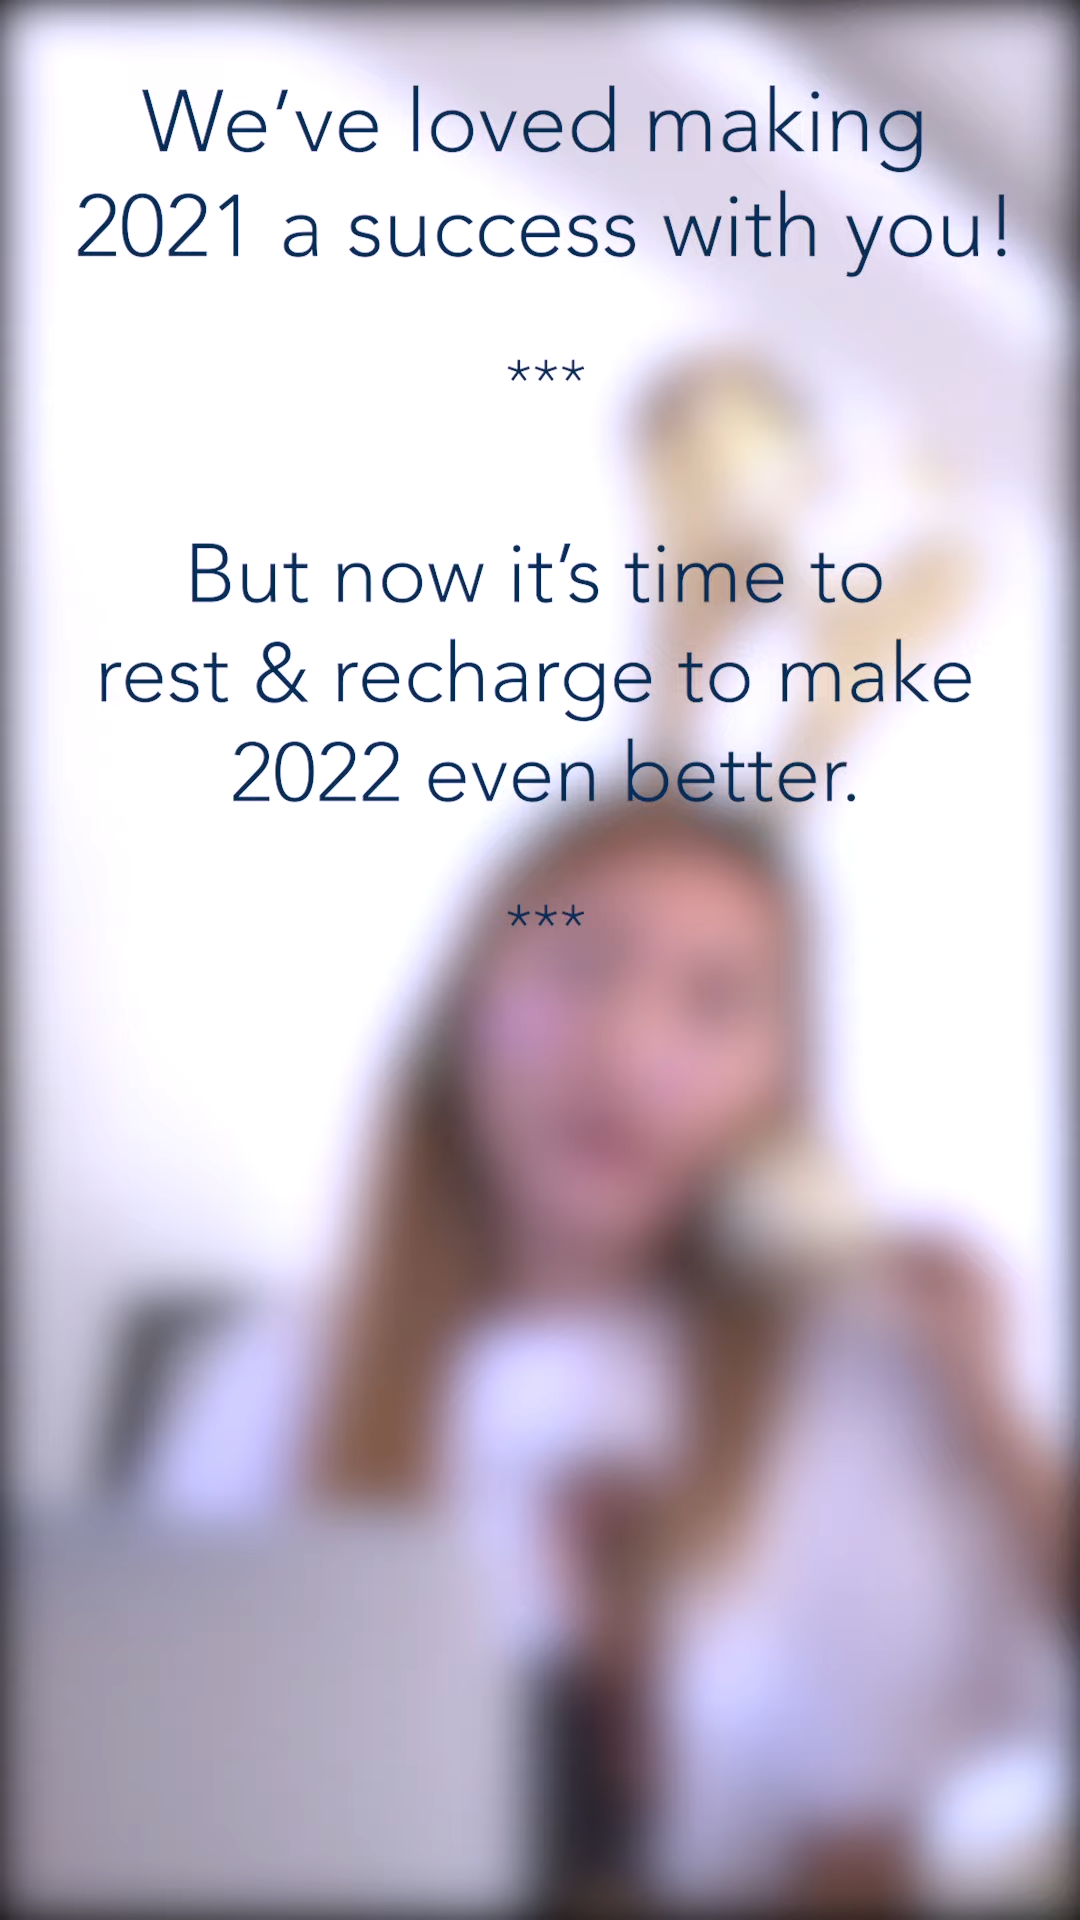 We’ve loved making
2021 a success with you!
***
But now it’s time to
rest & recharge to make
2022 even better.
***